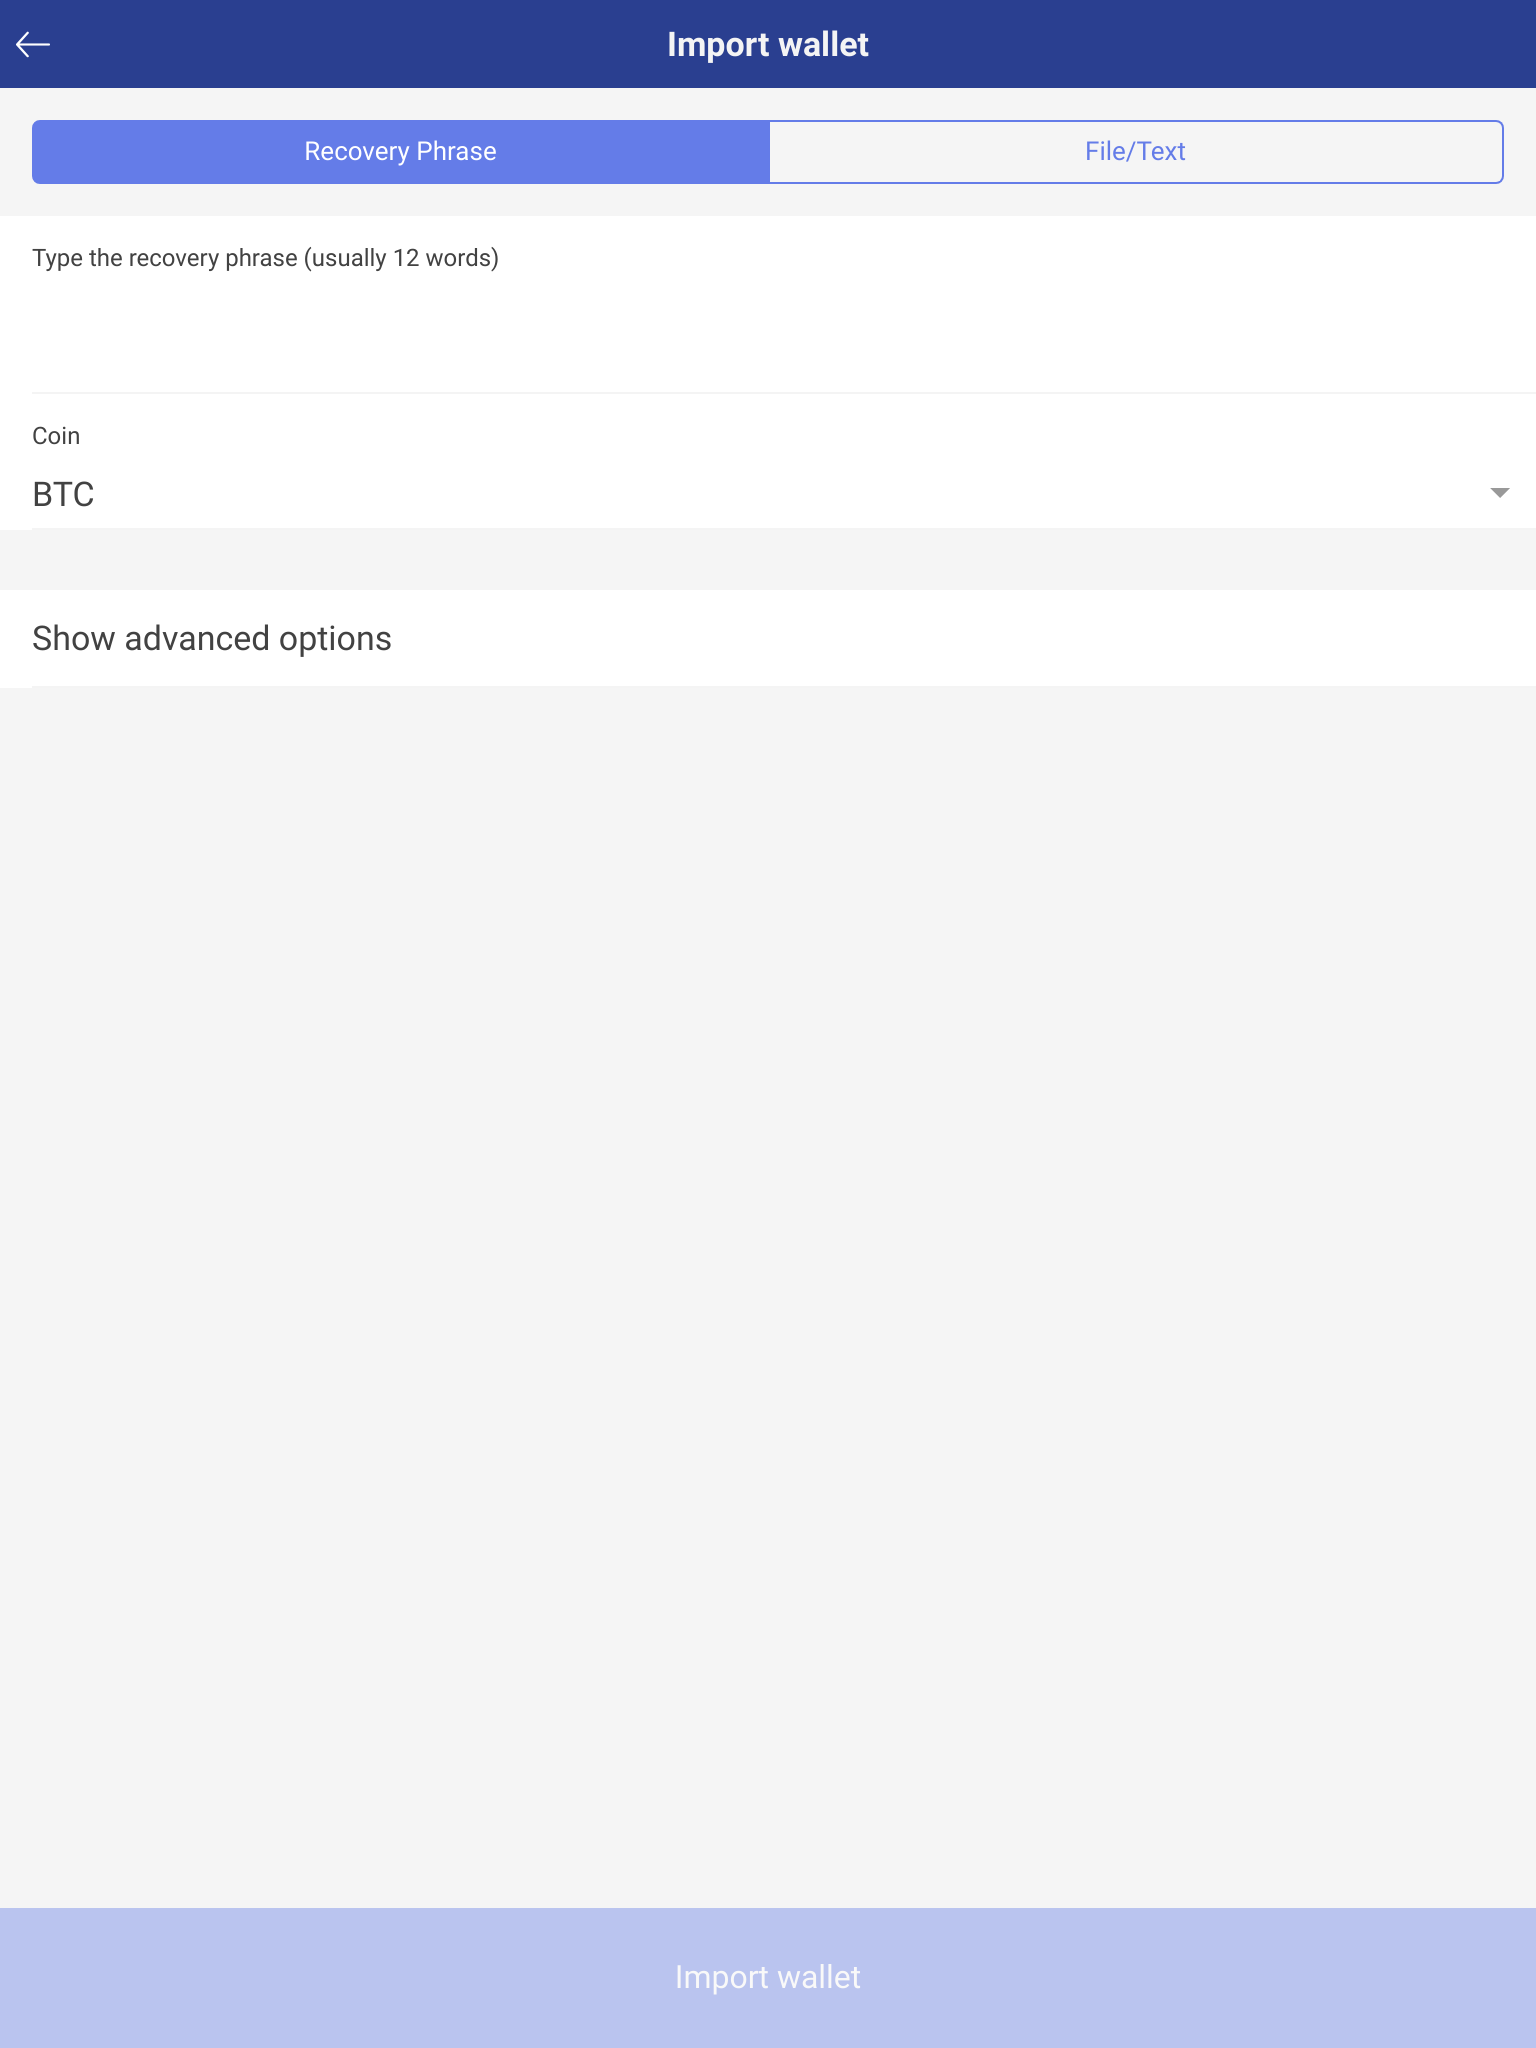 Import wallet
Recovery Phrase
File/Text
Type the recovery phrase (usually 12 words)
Coin
BTC
Show advanced options
Import wallet